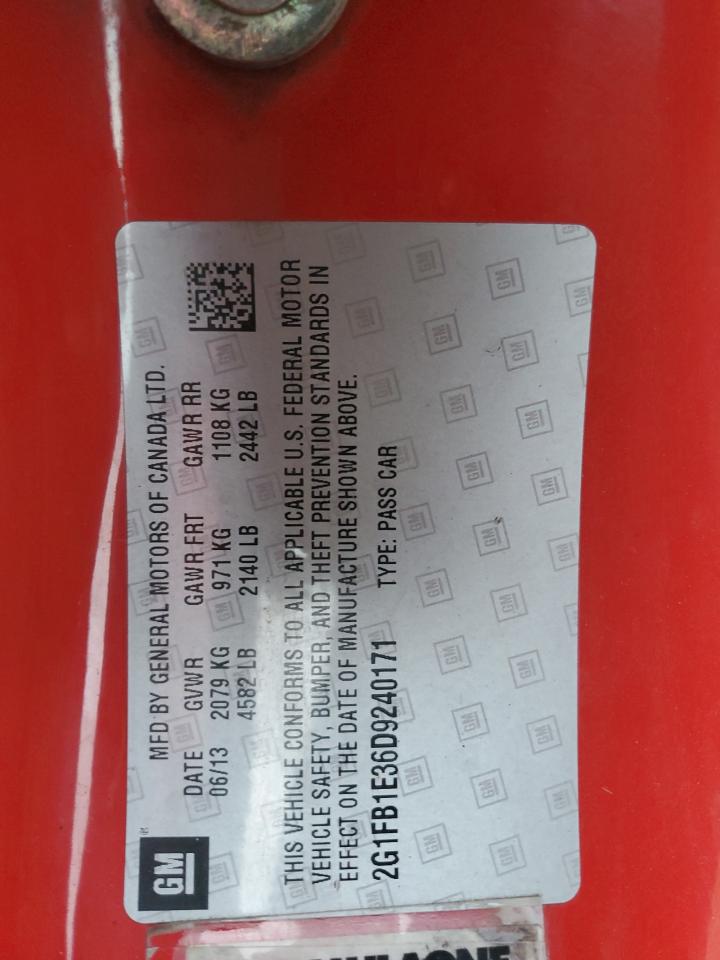 GM
MFD BY GENERAL MOTORS OF CANADA LTD.
DATE GVWR GAWR FRT GAWR RR
06/13 2079 KG 971 KG 1108 KG
4582 LB 2140 LB 2442 LB
THIS VEHICLE CONFORMS TO ALL APPLICABLE U.S. FEDERAL MOTOR
VEHICLE SAFETY, BUMPER, AND THEFT PREVENTION STANDARDS IN
EFFECT ON THE DATE OF MANUFACTURE SHOWN ABOVE.
2G1FB1E36D9240171 TYPE: PASS CAR